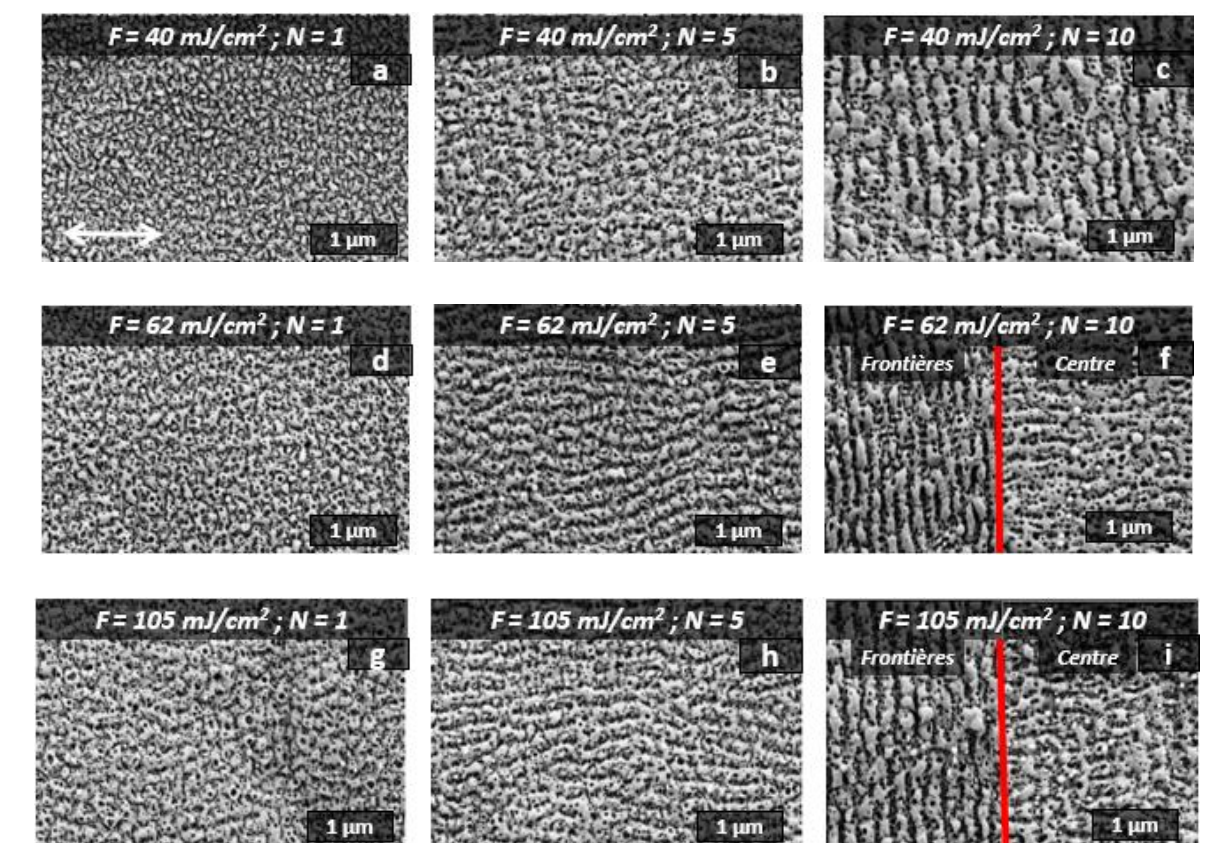 F= 40 mJ/cm² ; N = 1
a
1 µm
F= 40 mJ/cm² ; N = 5
b
1 µm
F= 40 mJ/cm² ; N = 10
c
1 µm
F= 62 mJ/cm² ; N = 1
d
1 µm
F= 62 mJ/cm² ; N = 5
e
1 µm
F= 62 mJ/cm² ; N = 10
Frontières
Centre
f
1 µm
F= 105 mJ/cm² ; N = 1
g
1 µm
F= 105 mJ/cm² ; N = 5
h
1 µm
F= 105 mJ/cm² ; N = 10
Frontières
Centre
i
1 µm